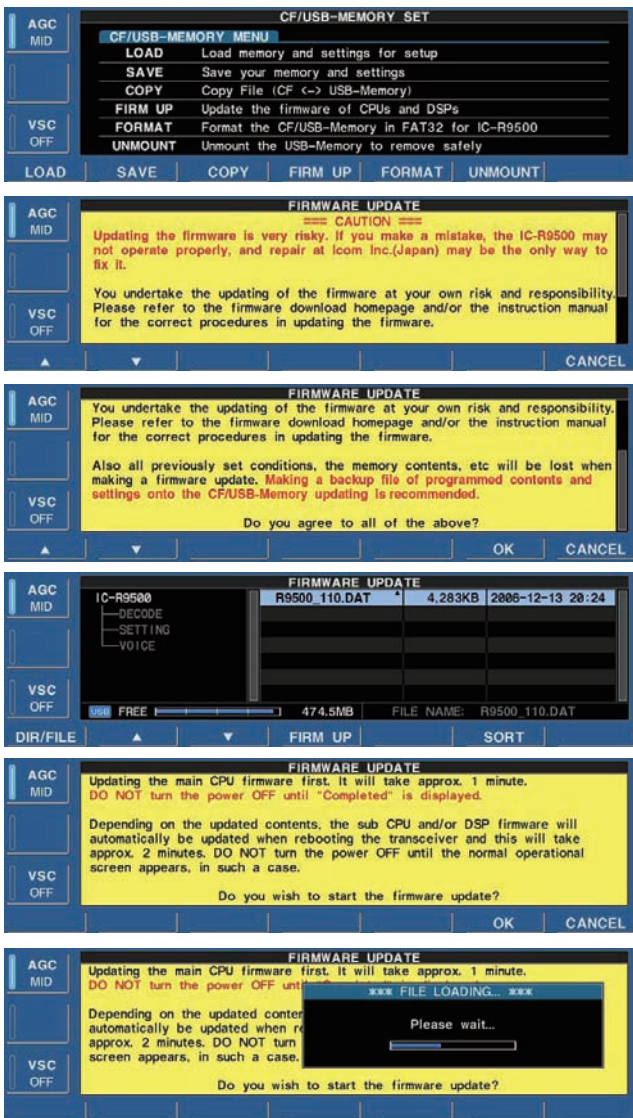 CF/USB-MEMORY SET
AGC
MID
VSC
OFF
CF/USB-MEMORY MENU
LOAD Load memory and settings for setup
SAVE Save your memory and settings
COPY Copy File (CF <-> USB-Memory)
FIRM UP Update the firmware of CPUs and DSPs
FORMAT Format the CF/USB-Memory in FAT32 for IC-R9500
UNMOUNT Unmount the USB-Memory to remove safely
LOAD SAVE COPY FIRM UP FORMAT UNMOUNT
FIRMWARE UPDATE
AGC
MID
VSC
OFF
=== CAUTION ===
Updating the firmware is very risky. If you make a mistake, the IC-R9500 may
not operate properly, and repair at Icom Inc.(Japan) may be the only way to
fix it.
You undertake the updating of the firmware at your own risk and responsibility.
Please refer to the firmware download homepage and/or the instruction manual
for the correct procedures in updating the firmware.
▲ ▼ CANCEL
FIRMWARE UPDATE
AGC
MID
VSC
OFF
You undertake the updating of the firmware at your own risk and responsibility.
Please refer to the firmware download homepage and/or the instruction manual
for the correct procedures in updating the firmware.
Also all previously set conditions, the memory contents, etc will be lost when
making a firmware update. Making a backup file of programmed contents and
settings onto the CF/USB-Memory updating is recommended.
Do you agree to all of the above?
▲ ▼ OK CANCEL
FIRMWARE UPDATE
AGC
MID
VSC
OFF
IC-R9500
DECODE
SETTING
VOICE
R9500_110.DAT ▲ 4,283KB 2006-12-13 20:24
USB FREE 474.5MB FILE NAME: R9500_110.DAT
DIR/FILE ▲ ▼ FIRM UP SORT
FIRMWARE UPDATE
AGC
MID
VSC
OFF
Updating the main CPU firmware first. It will take approx. 1 minute.
DO NOT turn the power OFF until "Completed" is displayed.
Depending on the updated contents, the sub CPU and/or DSP firmware will
automatically be updated when rebooting the transceiver and this will take
approx. 2 minutes. DO NOT turn the power OFF until the normal operational
screen appears, in such a case.
Do you wish to start the firmware update?
OK CANCEL
FIRMWARE UPDATE
AGC
MID
VSC
OFF
Updating the main CPU firmware first. It will take approx. 1 minute.
DO NOT turn the power OFF
Depending on the updated
automatically be updated when
approx. 2 minutes. DO NOT turn
screen appears, in such a case.
Do you wish to start the firmware update?
*** FILE LOADING... ***
Please wait...